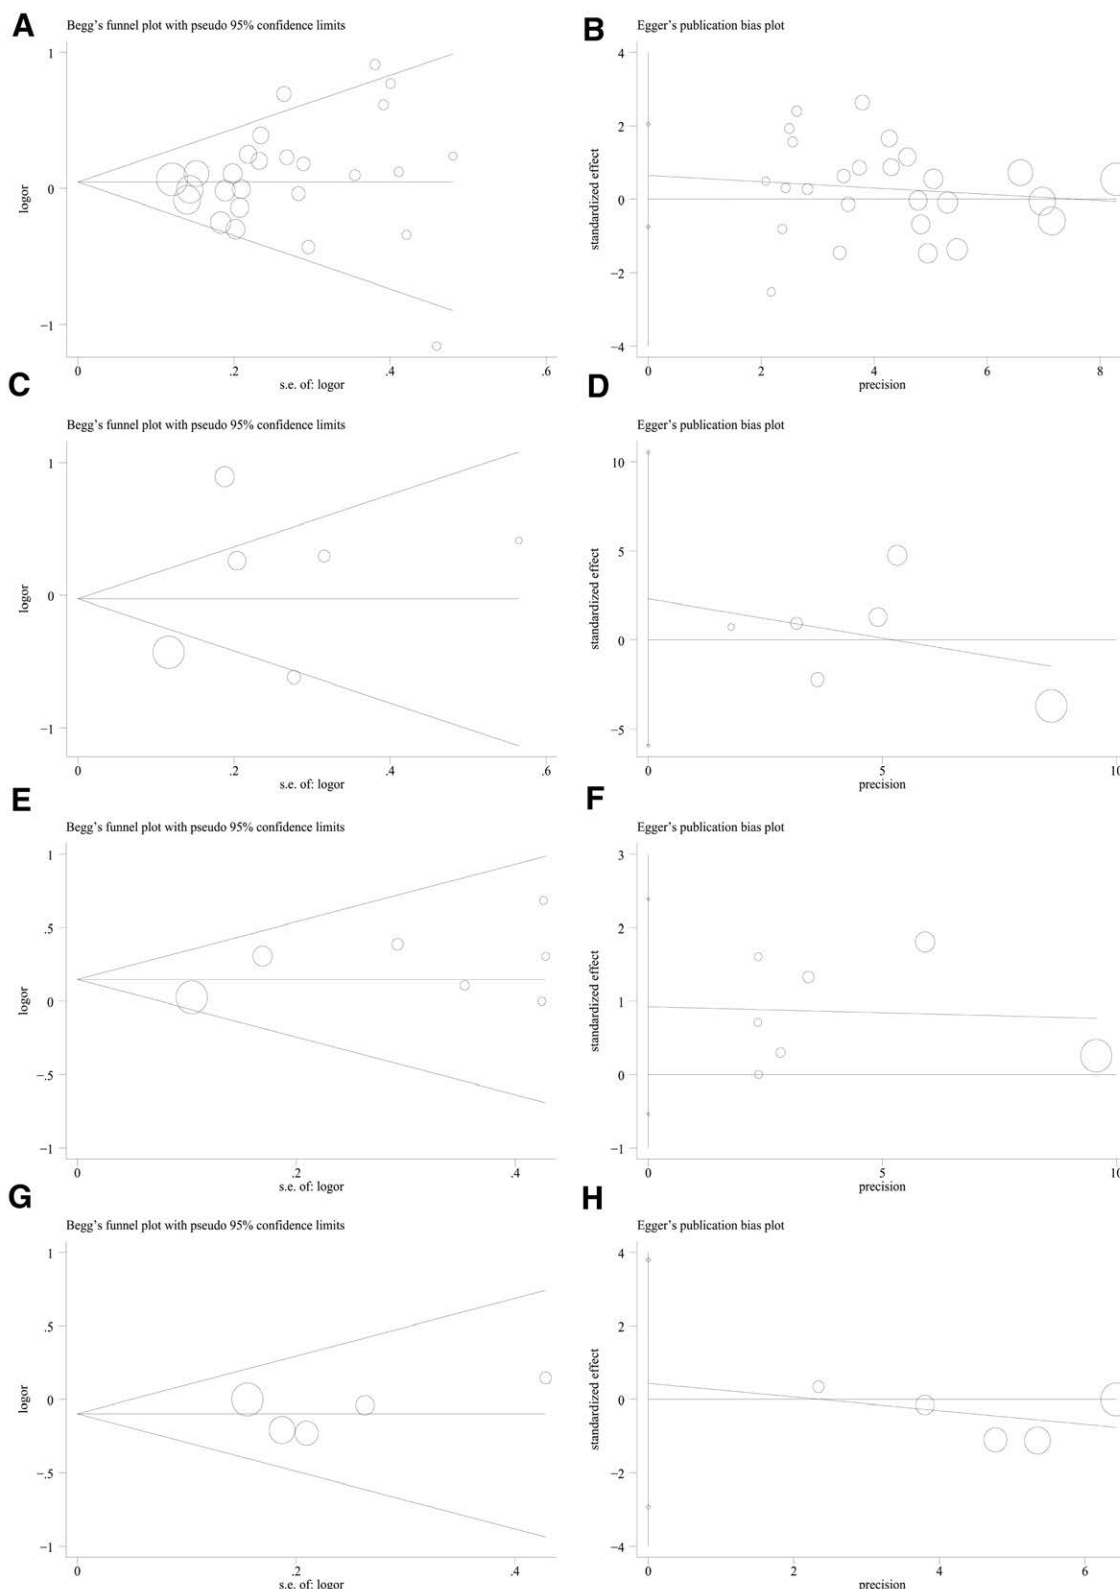 A
Begg's funnel plot with pseudo 95% confidence limits
logor
1
0
−1
0 .2 .4 .6
s.e. of: logor
B
Egger's publication bias plot
standardized effect
4
2
0
−2
−4
0 2 4 6 8
precision
C
Begg's funnel plot with pseudo 95% confidence limits
logor
1
0
−1
0 .2 .4 .6
s.e. of: logor
D
Egger's publication bias plot
standardized effect
10
5
0
−5
0 5 10
precision
E
Begg's funnel plot with pseudo 95% confidence limits
logor
1
.5
0
−.5
−1
0 .2 .4
s.e. of: logor
F
Egger's publication bias plot
standardized effect
3
2
1
0
−1
0 5 10
precision
G
Begg's funnel plot with pseudo 95% confidence limits
logor
1
.5
0
−.5
−1
0 .2 .4
s.e. of: logor
H
Egger's publication bias plot
standardized effect
4
2
0
−2
−4
0 2 4 6
precision